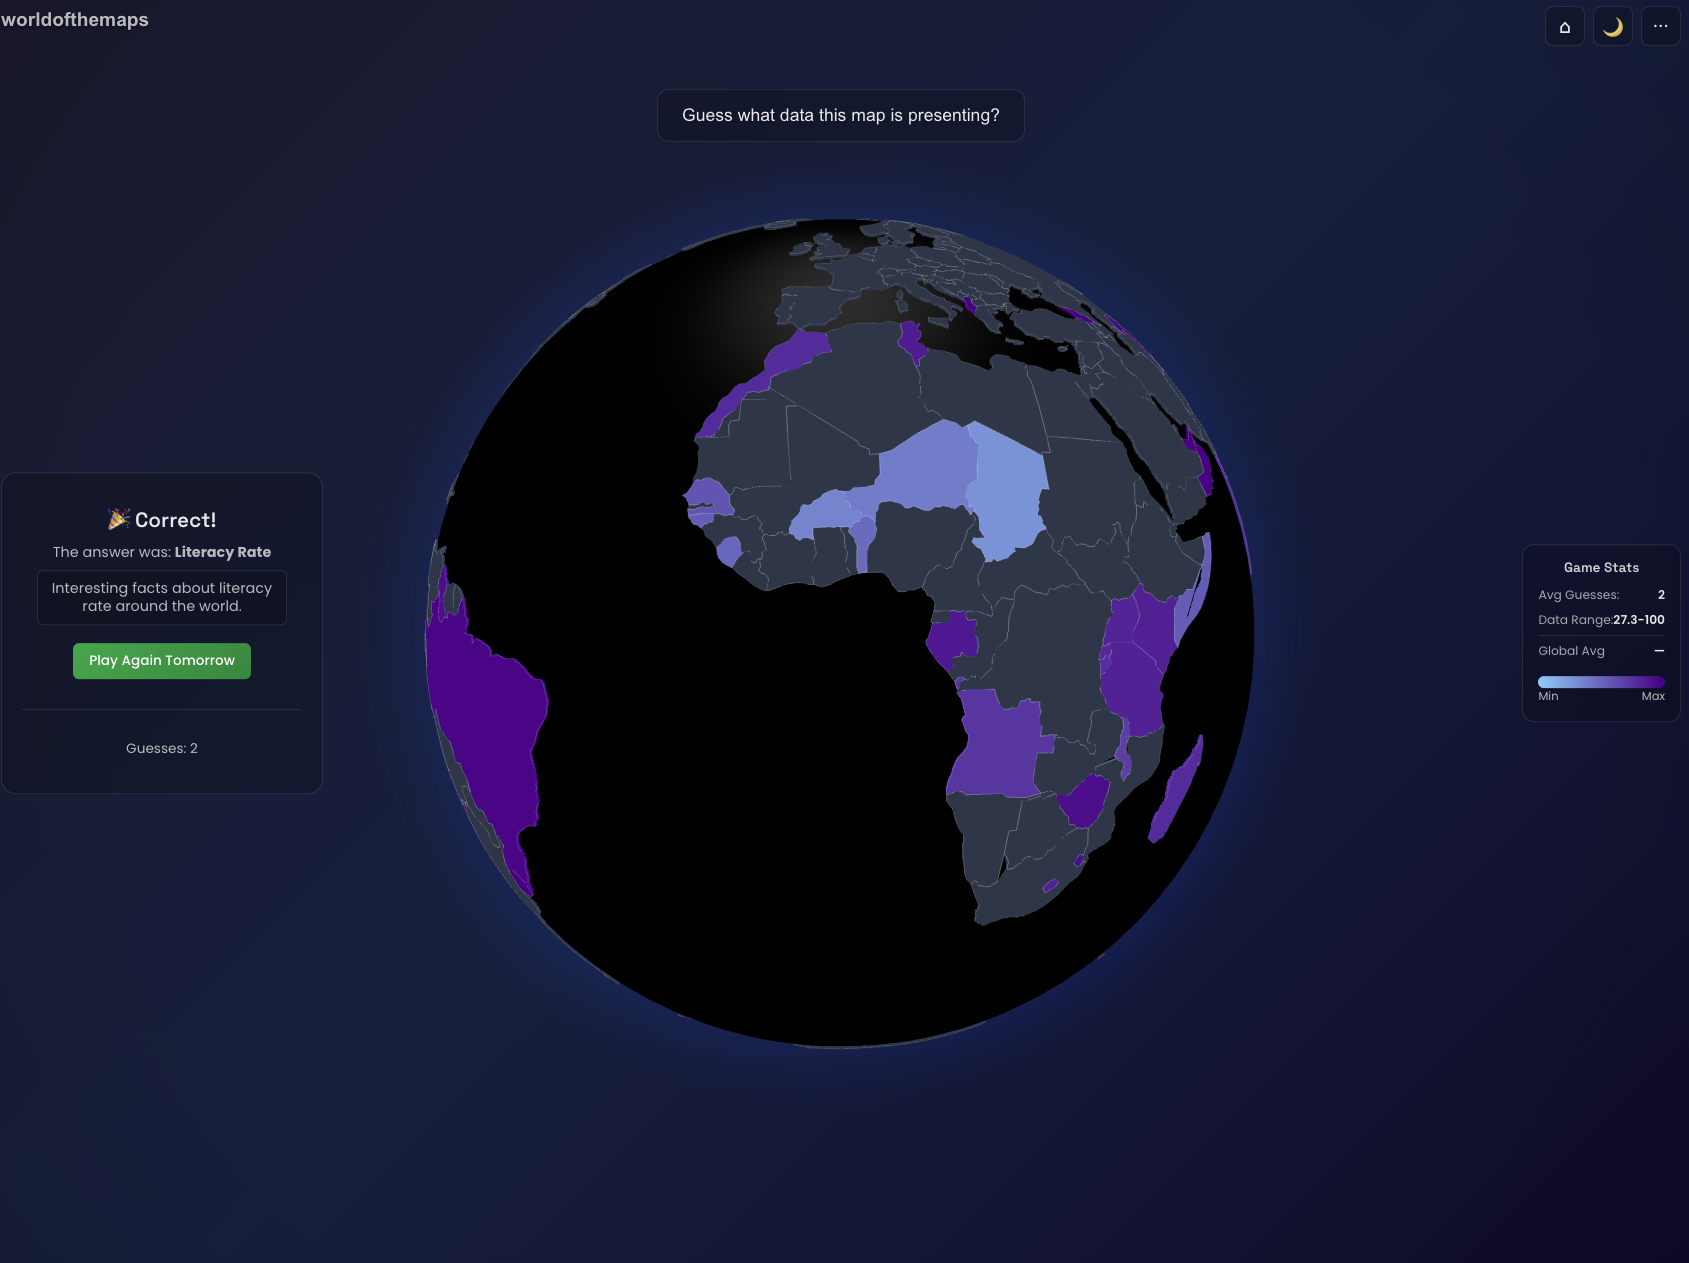 worldofthemaps
Guess what data this map is presenting?
🎉 Correct!
The answer was: Literacy Rate
Interesting facts about literacy
rate around the world.
Play Again Tomorrow
Guesses: 2
Game Stats
Avg Guesses: 2
Data Range:27.3-100
Global Avg —
Min Max